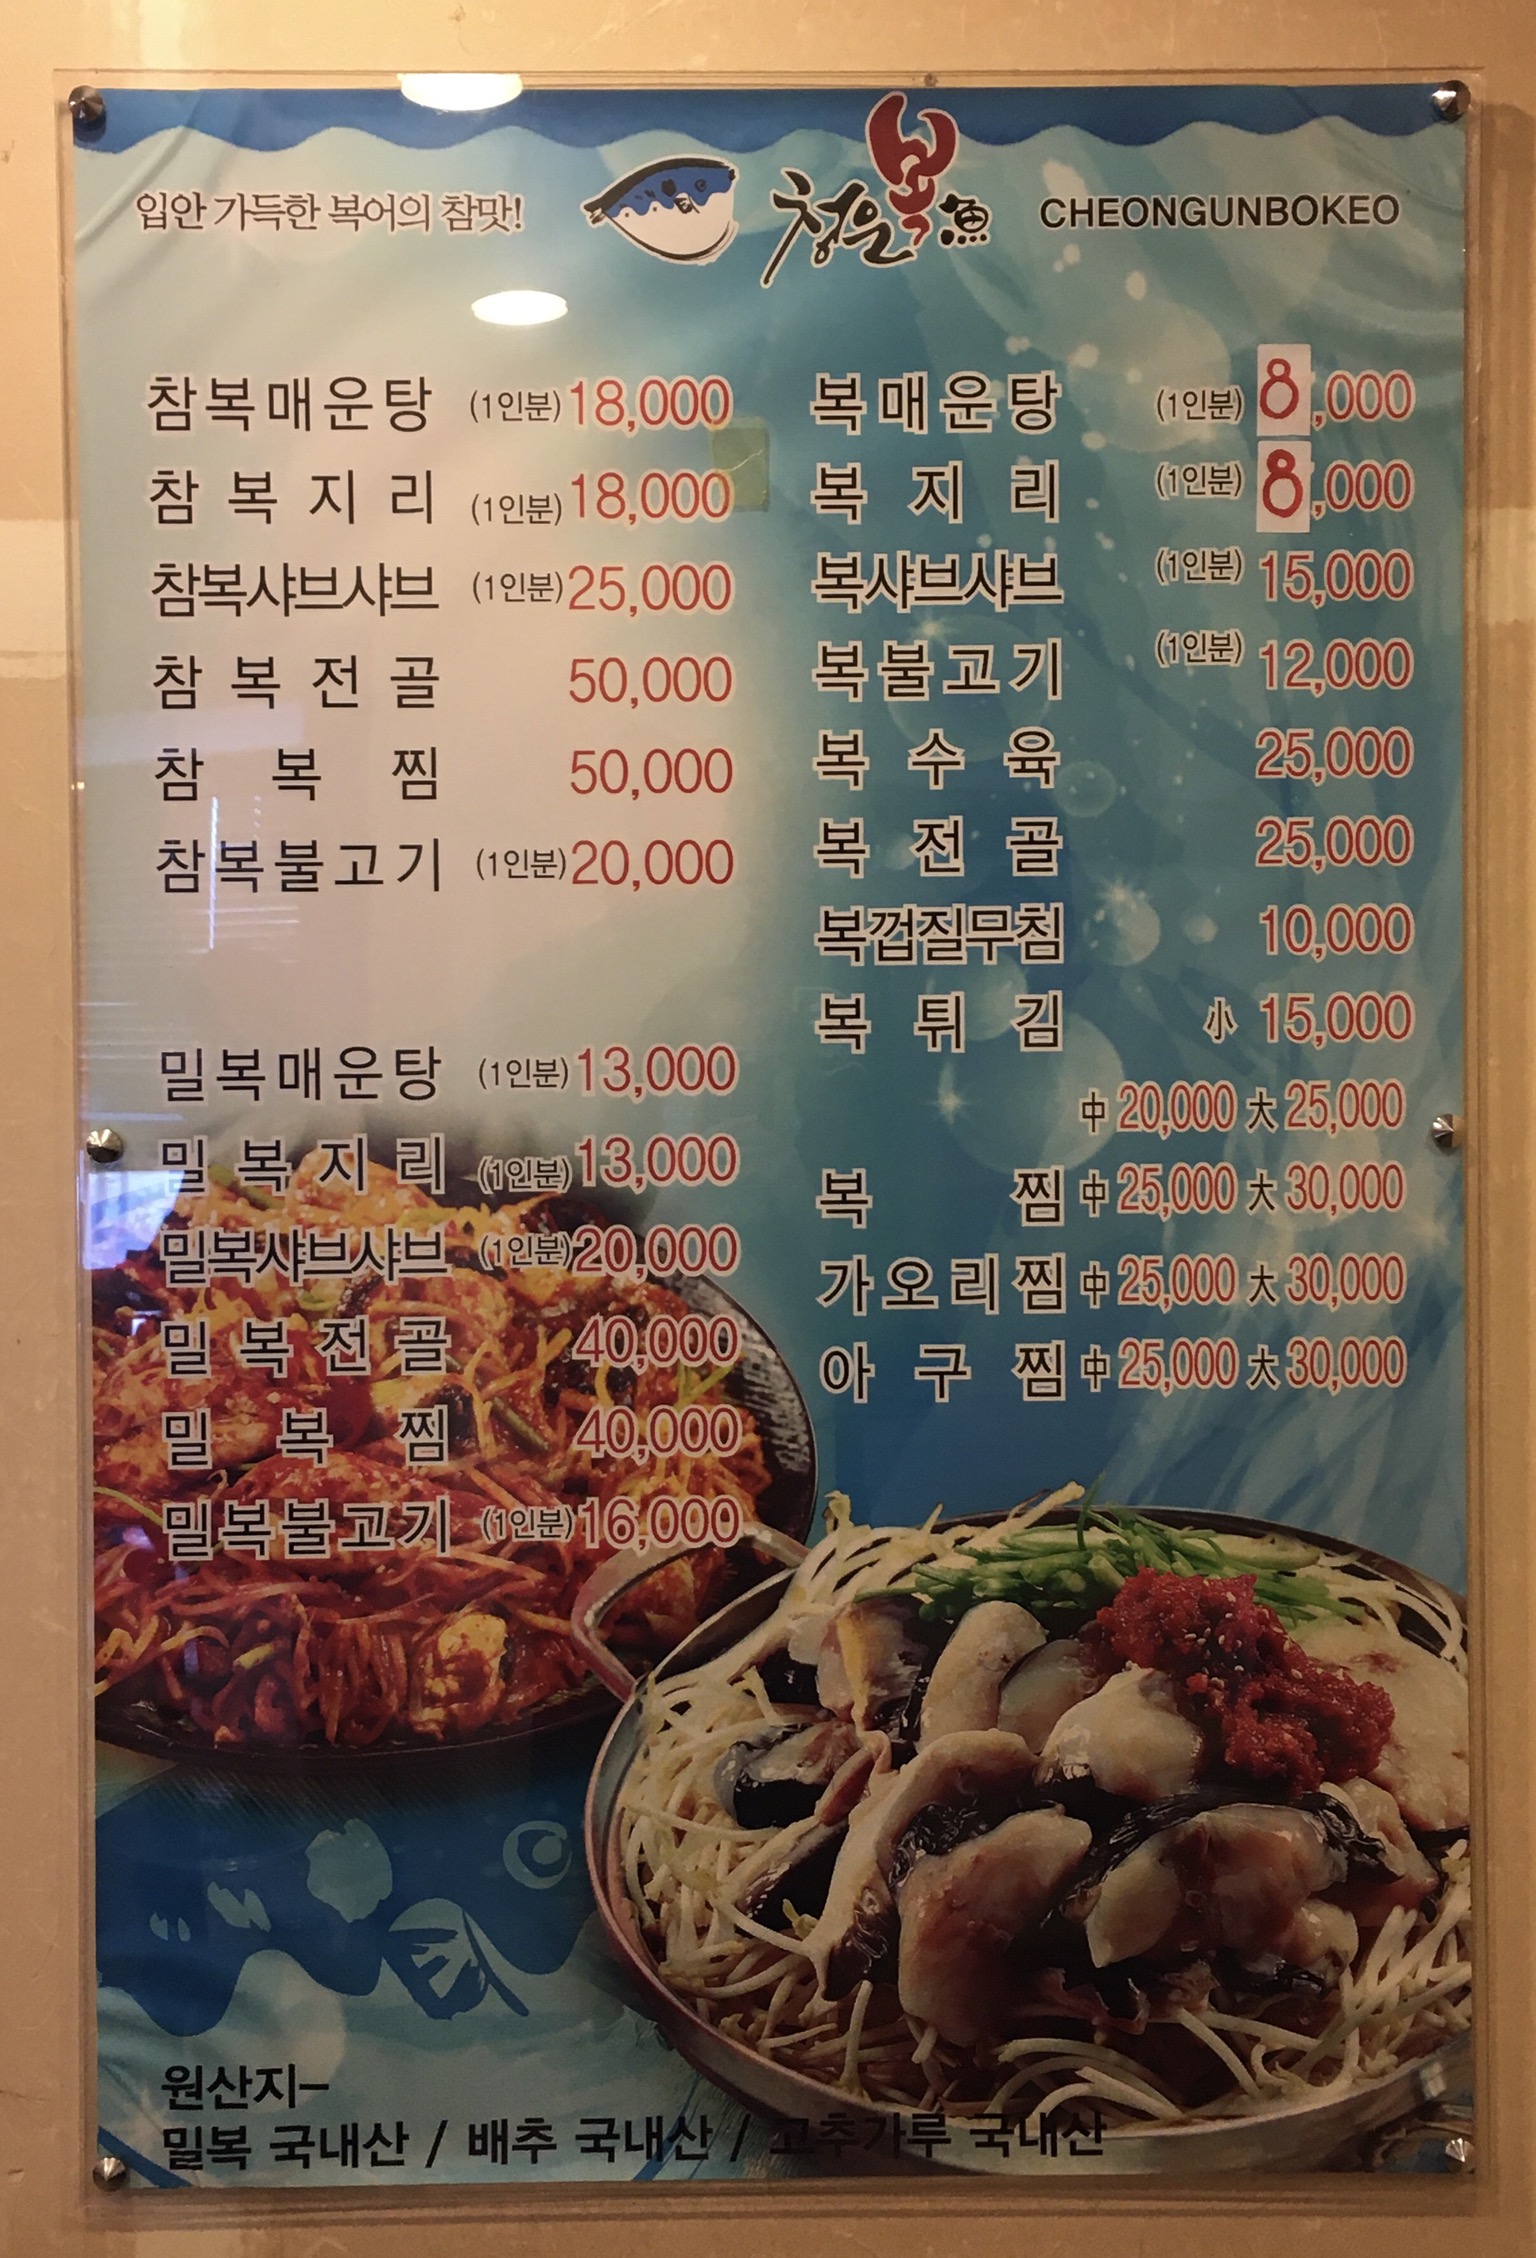 입안 가득한 복어의 참맛!
청은복魚
CHEONGUNBOKEO
참복매운탕 (1인분) 18,000
참복지리 (1인분) 18,000
참복샤브샤브 (1인분) 25,000
참복전골 50,000
참복찜 50,000
참복불고기 (1인분) 20,000
밀복매운탕 (1인분) 13,000
밀복지리 (1인분) 13,000
밀복샤브샤브 (1인분) 20,000
밀복전골 40,000
밀복찜 40,000
밀복불고기 (1인분) 16,000
복매운탕 (1인분) 8,000
복지리 (1인분) 8,000
복샤브샤브 (1인분) 15,000
복불고기 (1인분) 12,000
복수육 25,000
복전골 25,000
복껍질무침 10,000
복튀김 小 15,000
中 20,000 大 25,000
복찜 中 25,000 大 30,000
가오리찜 中 25,000 大 30,000
아구찜 中 25,000 大 30,000
원산지-
밀복 국내산 / 배추 국내산 / 고추가루 국내산